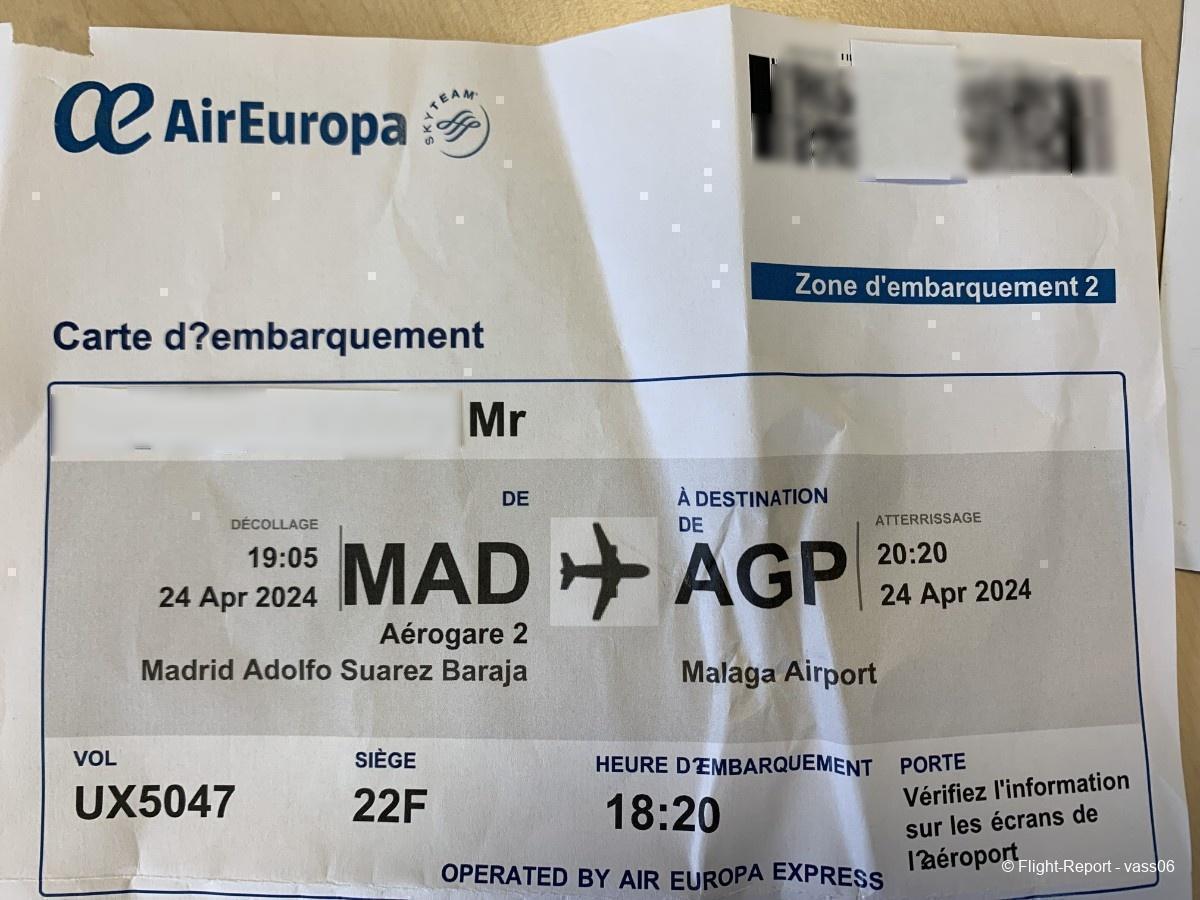 æ AirEuropa SKYTEAM
Zone d'embarquement 2
Carte d?embarquement
Mr
DE
À DESTINATION
DE
DÉCOLLAGE
19:05
24 Apr 2024
MAD
AGP
ATTERRISSAGE
20:20
24 Apr 2024
Aérogare 2
Madrid Adolfo Suarez Baraja
Malaga Airport
VOL
UX5047
SIÈGE
22F
HEURE D?EMBARQUEMENT
18:20
PORTE
Vérifiez l'information
sur les écrans de
l?aéroport
OPERATED BY AIR EUROPA EXPRESS
© Flight-Report - vass06